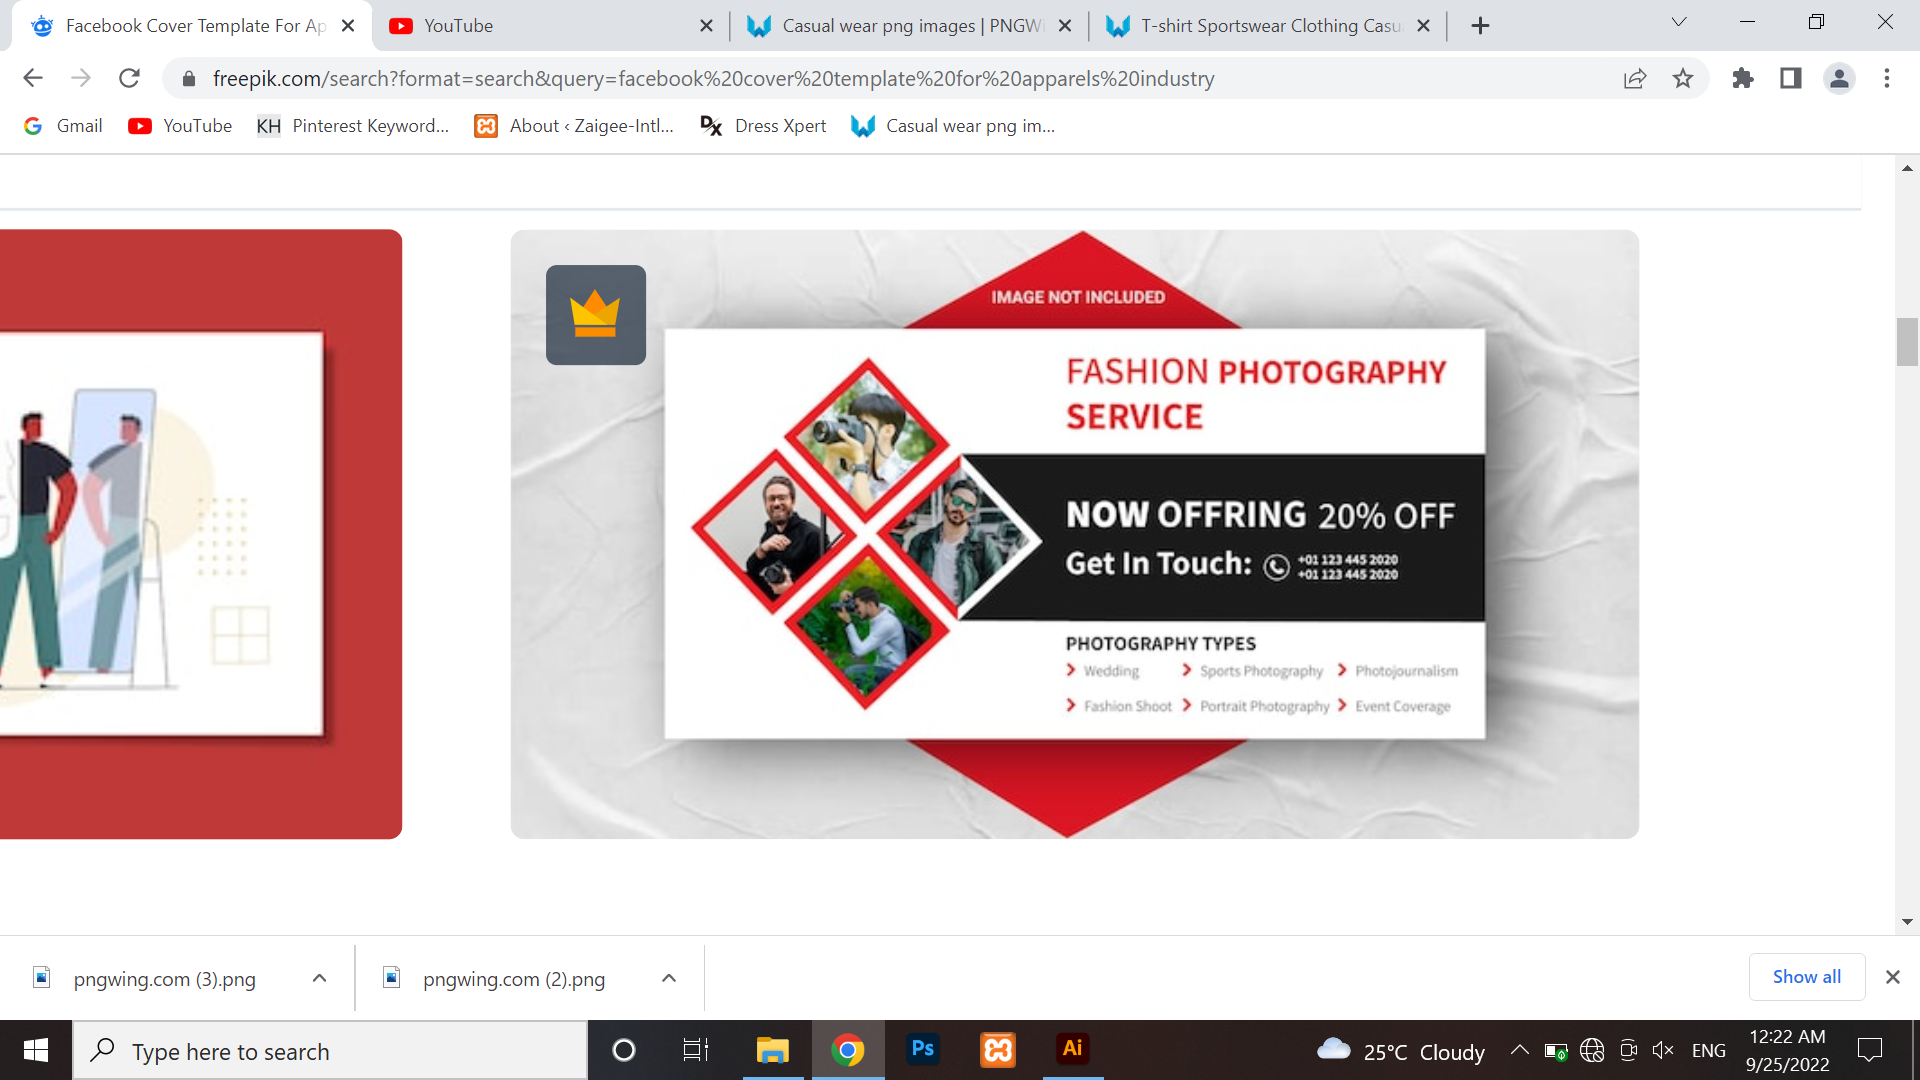 Facebook Cover Template For Ap
YouTube
Casual wear png images | PNGWi
T-shirt Sportswear Clothing Casu
freepik.com/search?format=search&query=facebook%20cover%20template%20for%20apparels%20industry
Gmail
YouTube
KH Pinterest Keyword...
About ‹ Zaigee-Intl...
DX Dress Xpert
Casual wear png im...
IMAGE NOT INCLUDED
FASHION PHOTOGRAPHY
SERVICE
NOW OFFRING 20% OFF
Get In Touch:
+01 123 445 2020
+01 123 445 2020
PHOTOGRAPHY TYPES
Wedding Sports Photography Photojournalism
Fashion Shoot Portrait Photography Event Coverage
pngwing.com (3).png
pngwing.com (2).png
Show all
Type here to search
Ps
Ai
25°C Cloudy
ENG
12:22 AM
9/25/2022